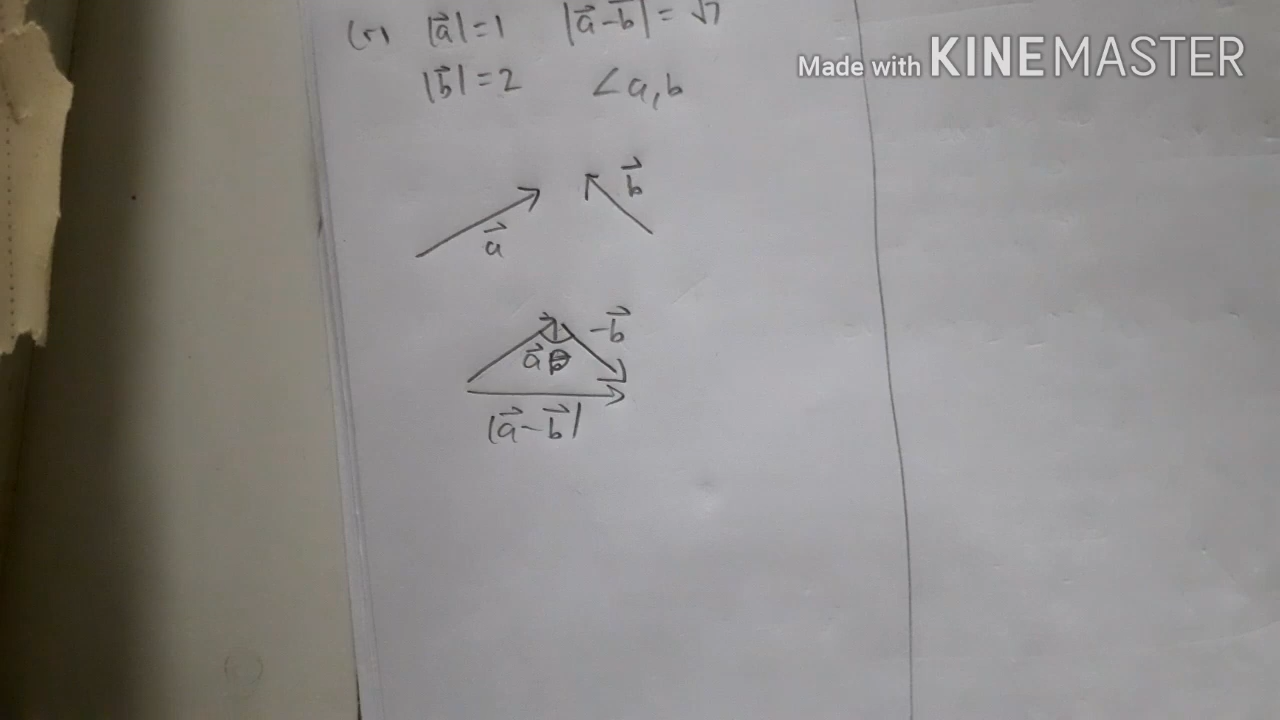 (5) |a⃗|=1 |a⃗-b⃗|=√7
Made with KINEMASTER
|b⃗|=2 ∠a,b
b⃗
a⃗
-b⃗
a⃗ θ
|a⃗-b⃗|